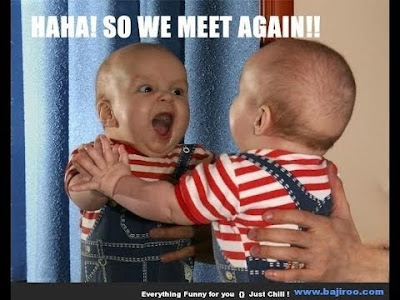 HAHA! SO WE MEET AGAIN!!
Everything Funny for you {} Just Chill ! www.bajiroo.com